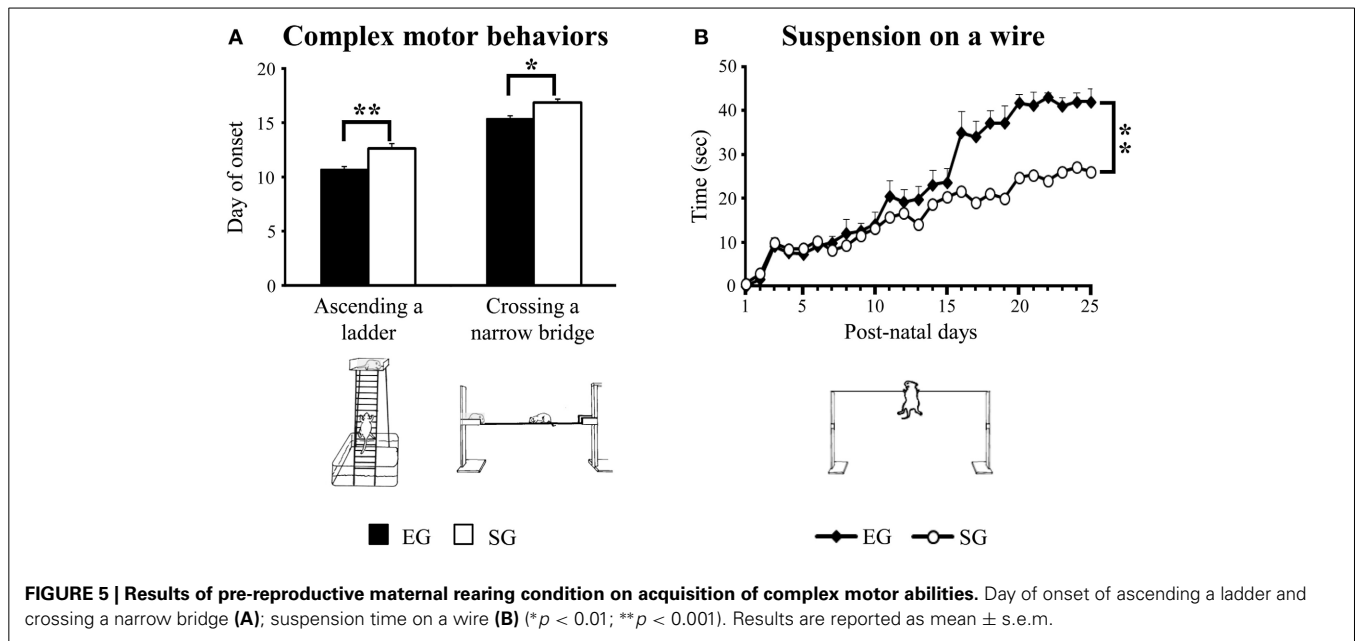 A Complex motor behaviors
20
15
10
5
0
Day of onset
**
*
Ascending a
ladder
Crossing a
narrow bridge
EG SG
B Suspension on a wire
50
40
30
20
10
0
Time (sec)
**
1 5 10 15 20 25
Post-natal days
EG SG
FIGURE 5 | Results of pre-reproductive maternal rearing condition on acquisition of complex motor abilities. Day of onset of ascending a ladder and
crossing a narrow bridge (A); suspension time on a wire (B) (*p < 0.01; **p < 0.001). Results are reported as mean ± s.e.m.